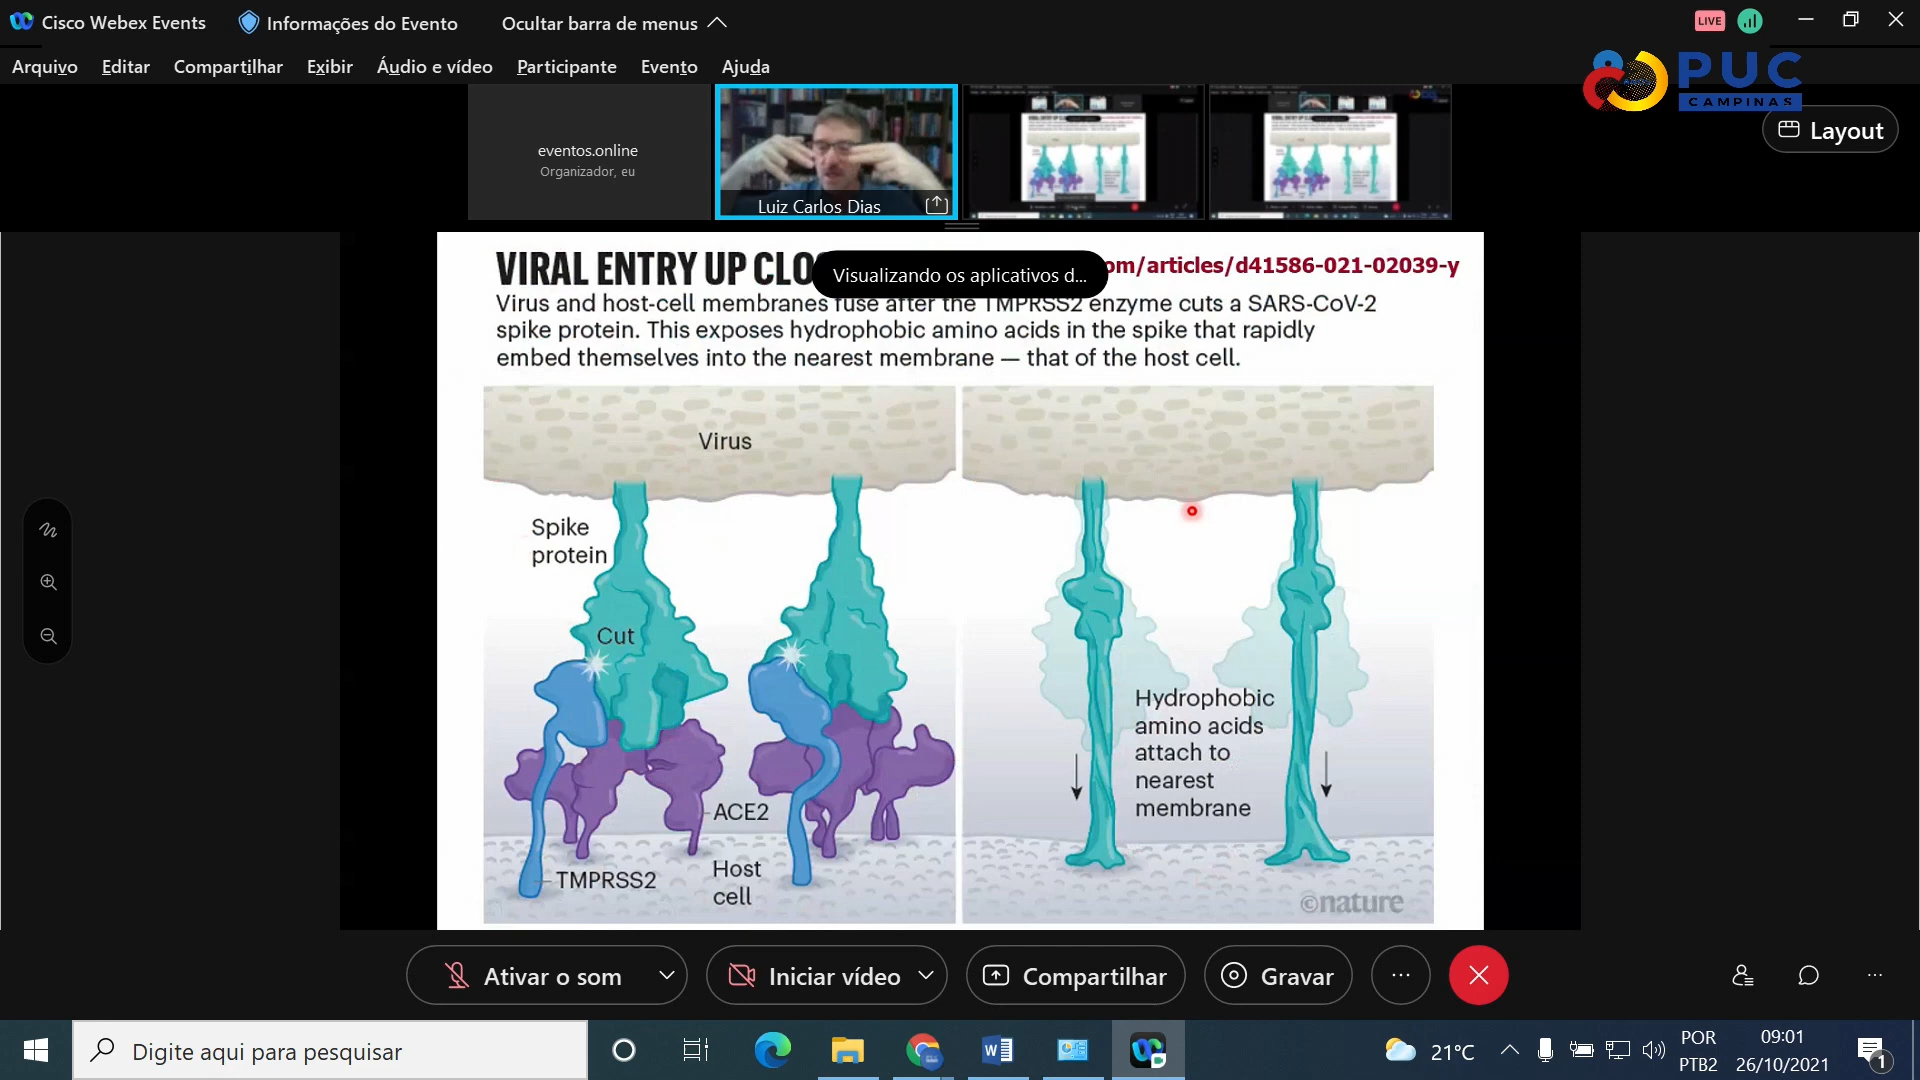 Cisco Webex Events
Informações do Evento
Ocultar barra de menus
LIVE
Arquivo
Editar
Compartilhar
Exibir
Áudio e vídeo
Participante
Evento
Ajuda
PUC
CAMPINAS
Layout
eventos.online
Organizador, eu
Luiz Carlos Dias
VIRAL ENTRY UP CLO
Visualizando os aplicativos d...
om/articles/d41586-021-02039-y
Virus and host-cell membranes fuse after the TMPRSS2 enzyme cuts a SARS-CoV-2
spike protein. This exposes hydrophobic amino acids in the spike that rapidly
embed themselves into the nearest membrane — that of the host cell.
Virus
Spike
protein
Cut
ACE2
Host
cell
TMPRSS2
Hydrophobic
amino acids
attach to
nearest
membrane
©nature
Ativar o som
Iniciar vídeo
Compartilhar
Gravar
Digite aqui para pesquisar
21°C
POR
PTB2
09:01
26/10/2021
1